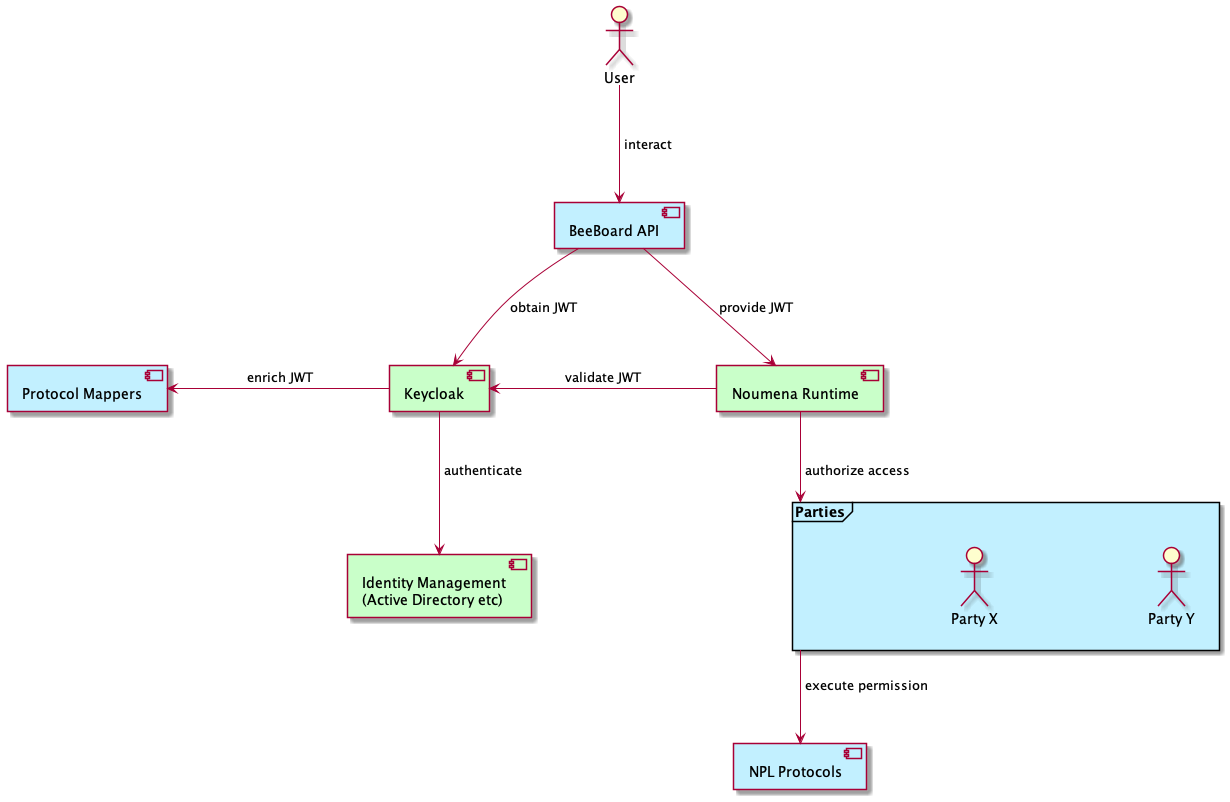 User
interact
BeeBoard API
obtain JWT
provide JWT
Protocol Mappers
enrich JWT
Keycloak
validate JWT
Noumena Runtime
authenticate
authorize access
Parties
Identity Management
(Active Directory etc)
Party X
Party Y
execute permission
NPL Protocols